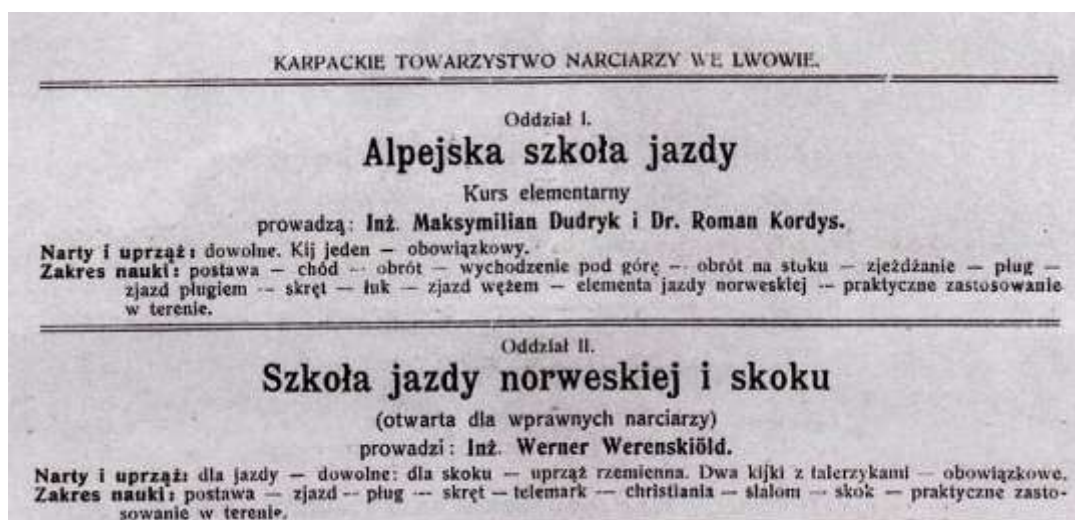 KARPACKIE TOWARZYSTWO NARCIARZY WE LWOWIE.
Oddział I.
Alpejska szkoła jazdy
Kurs elementarny
prowadzą: Inż. Maksymilian Dudryk i Dr. Roman Kordys.
Narty i uprząż: dowolne. Kij jeden — obowiązkowy.
Zakres nauki: postawa — chód — obrót — wychodzenie pod górę — obrót na stoku — zjeżdżanie — pług —
zjazd pługiem — skręt — łuk — zjazd wężem — elementa jazdy norweskiej — praktyczne zastosowanie
w terenie.
Oddział II.
Szkoła jazdy norweskiej i skoku
(otwarta dla wprawnych narciarzy)
prowadzi: Inż. Werner Werenskiöld.
Narty i uprząż: dla jazdy — dowolne: dla skoku — uprząż rzemienna. Dwa kijki z talerzykami — obowiązkowe.
Zakres nauki: postawa — zjazd — pług — skręt — telemark — christiania — slalom — skok — praktyczne zasto-
sowanie w terenie.